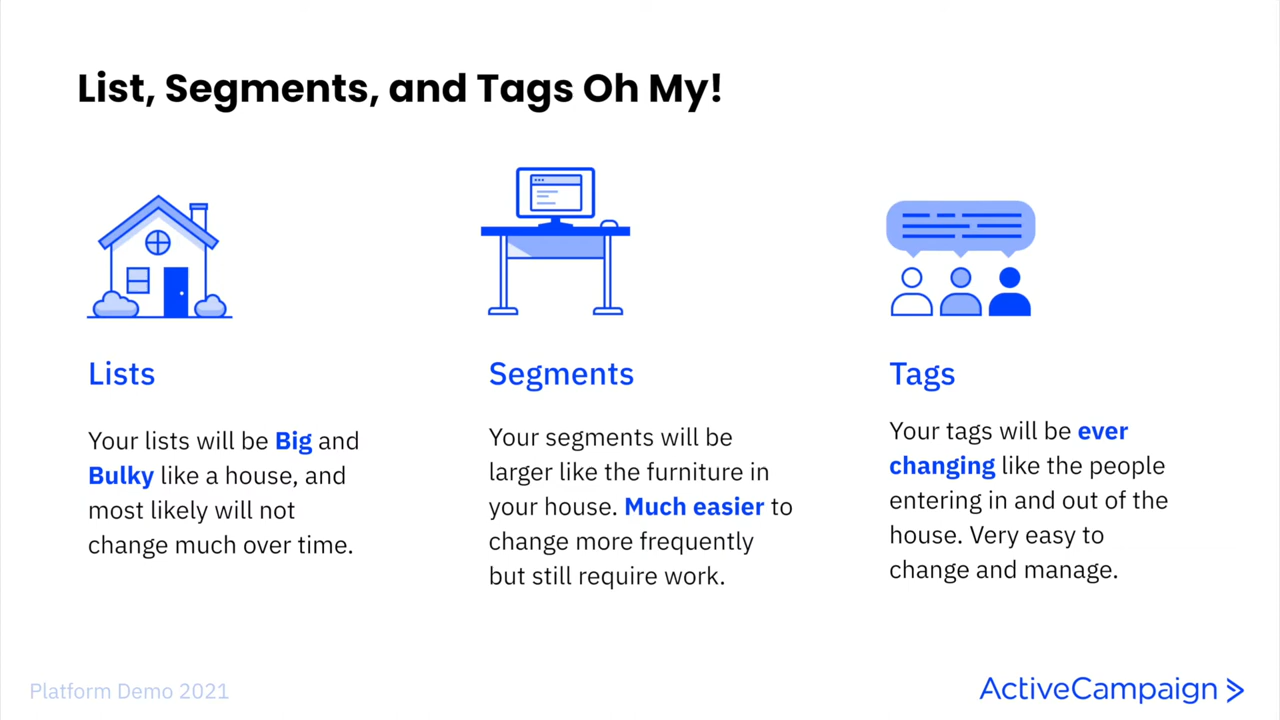 List, Segments, and Tags Oh My!
Lists
Your lists will be Big and
Bulky like a house, and
most likely will not
change much over time.
Segments
Your segments will be
larger like the furniture in
your house. Much easier to
change more frequently
but still require work.
Tags
Your tags will be ever
changing like the people
entering in and out of the
house. Very easy to
change and manage.
Platform Demo 2021
ActiveCampaign